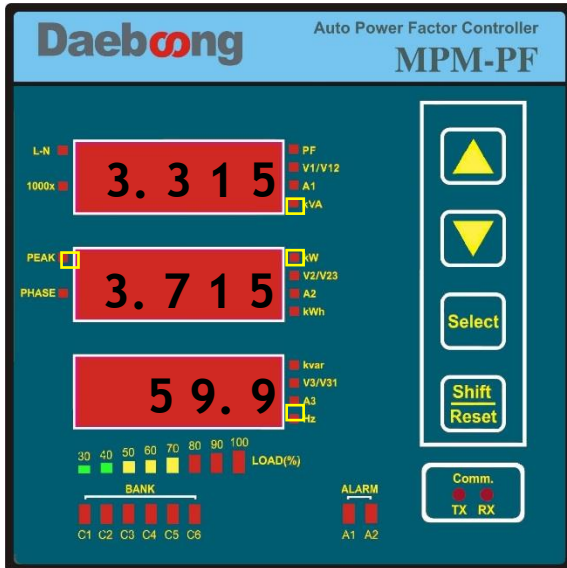 Daeboong
Auto Power Factor Controller
MPM-PF
L-N
1000x
3.315
PF
V1/V12
A1
kVA
PEAK
PHASE
3.715
kW
V2/V23
A2
kWh
59.9
kvar
V3/V31
A3
Hz
30 40 50 60 70 80 90 100
LOAD(%)
BANK
C1 C2 C3 C4 C5 C6
ALARM
A1 A2
Select
Shift
Reset
Comm.
TX RX